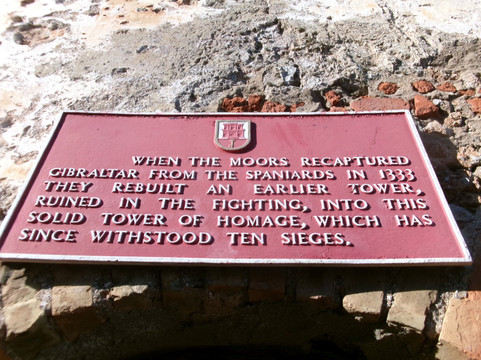 WHEN THE MOORS RECAPTURED
GIBRALTAR FROM THE SPANIARDS IN 1333
THEY REBUILT AN EARLIER TOWER,
RUINED IN THE FIGHTING, INTO THIS
SOLID TOWER OF HOMAGE, WHICH HAS
SINCE WITHSTOOD TEN SIEGES.